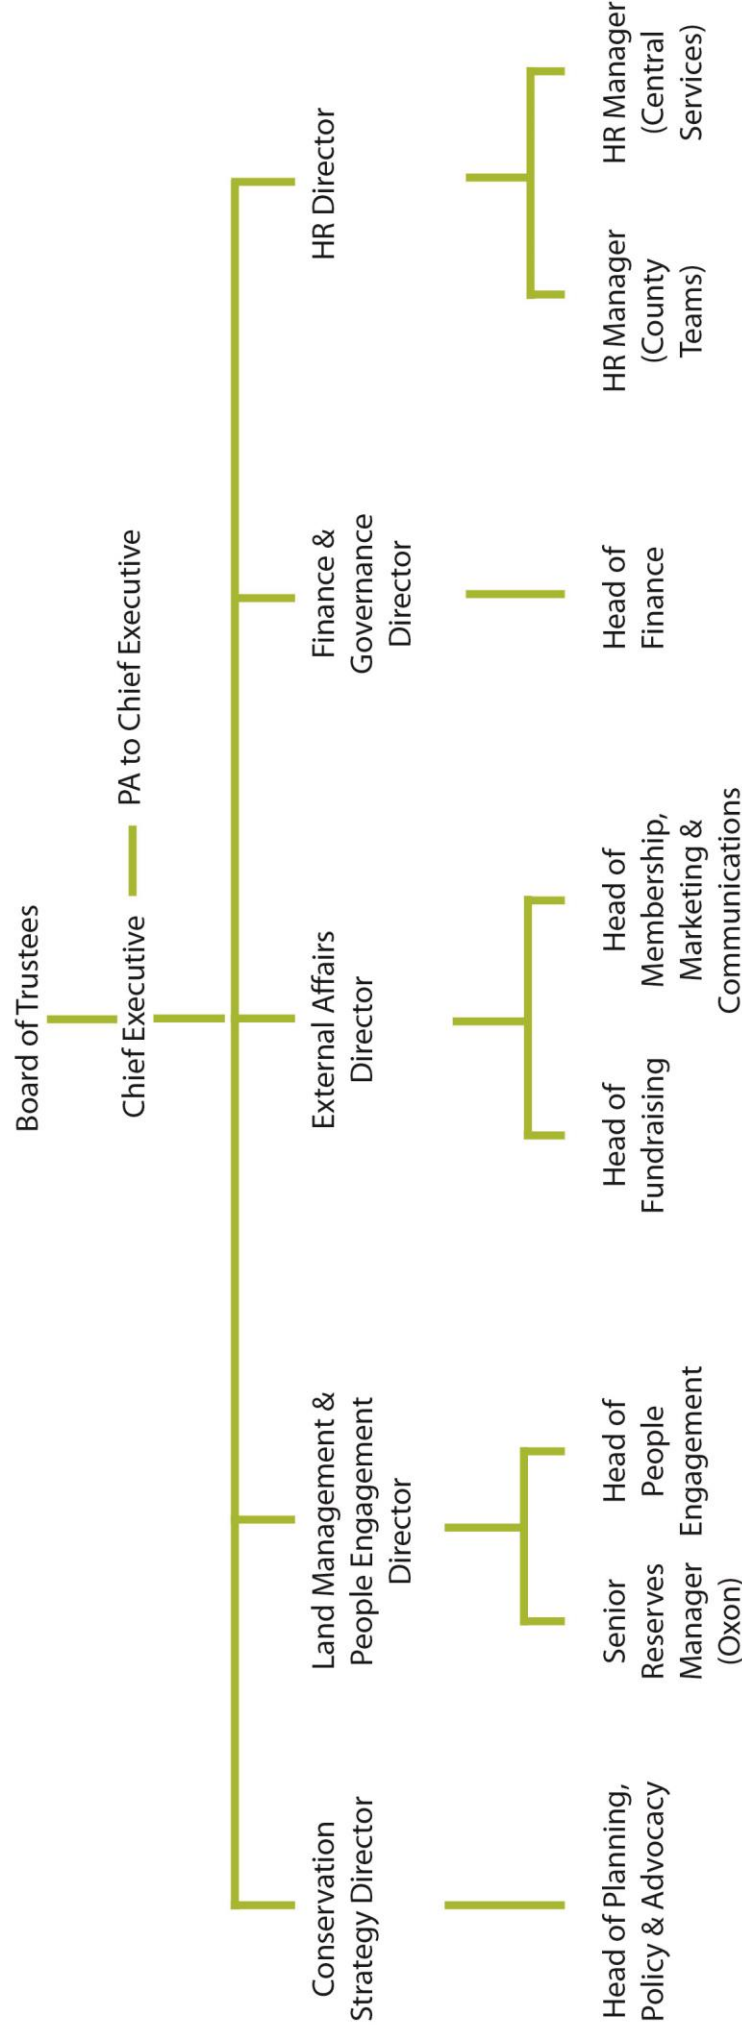 Board of Trustees
Chief Executive
PA to Chief Executive
Conservation
Strategy Director
Land Management &
People Engagement
Director
External Affairs
Director
Finance &
Governance
Director
HR Director
Head of Planning,
Policy & Advocacy
Senior
Reserves
Manager
(Oxon)
Head of
People
Engagement
Head of
Fundraising
Head of
Membership,
Marketing &
Communications
Head of
Finance
HR Manager
(County
Teams)
HR Manager
(Central
Services)